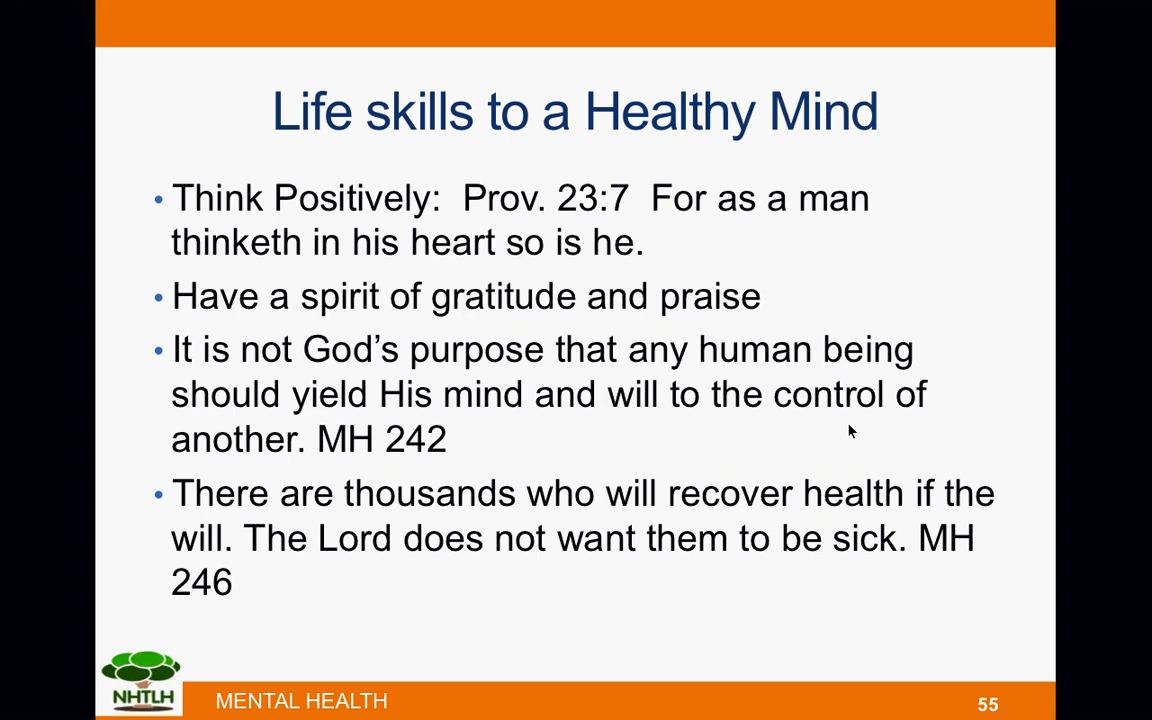 Life skills to a Healthy Mind
• Think Positively:  Prov. 23:7  For as a man
thinketh in his heart so is he.
• Have a spirit of gratitude and praise
• It is not God’s purpose that any human being
should yield His mind and will to the control of
another. MH 242
• There are thousands who will recover health if the
will. The Lord does not want them to be sick. MH
246
NHTLH
MENTAL HEALTH
55